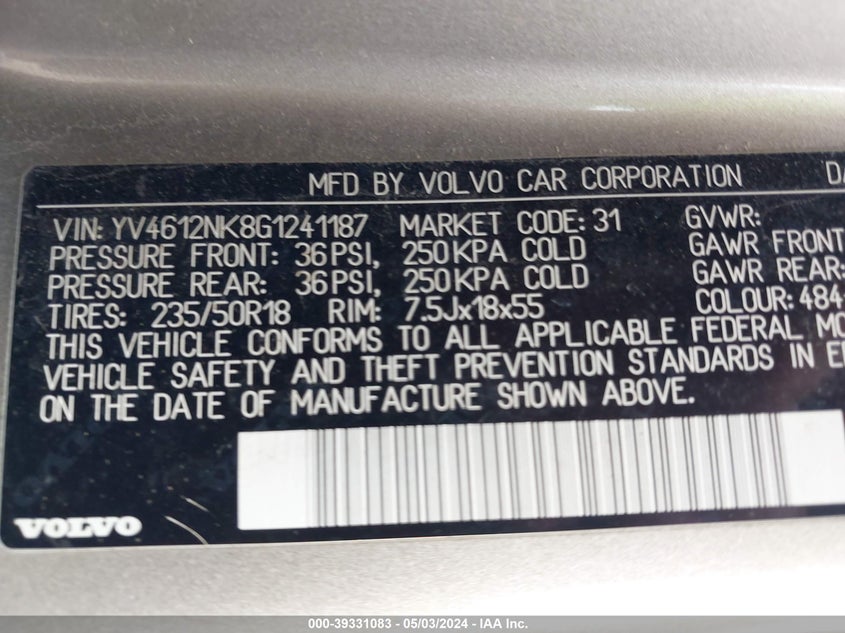 MFD BY VOLVO CAR CORPORATION
VIN: YV4612NK8G1241187 MARKET CODE: 31 GVWR:
PRESSURE FRONT: 36PSI, 250KPA COLD GAWR FRONT
PRESSURE REAR: 36PSI, 250KPA COLD GAWR REAR:
TIRES: 235/50R18 RIM: 7.5Jx18x55 COLOUR: 484
THIS VEHICLE CONFORMS TO ALL APPLICABLE FEDERAL
VEHICLE SAFETY AND THEFT PREVENTION STANDARDS IN
ON THE DATE OF MANUFACTURE SHOWN ABOVE.
VOLVO
000-39331083 - 05/03/2024 - IAA Inc.